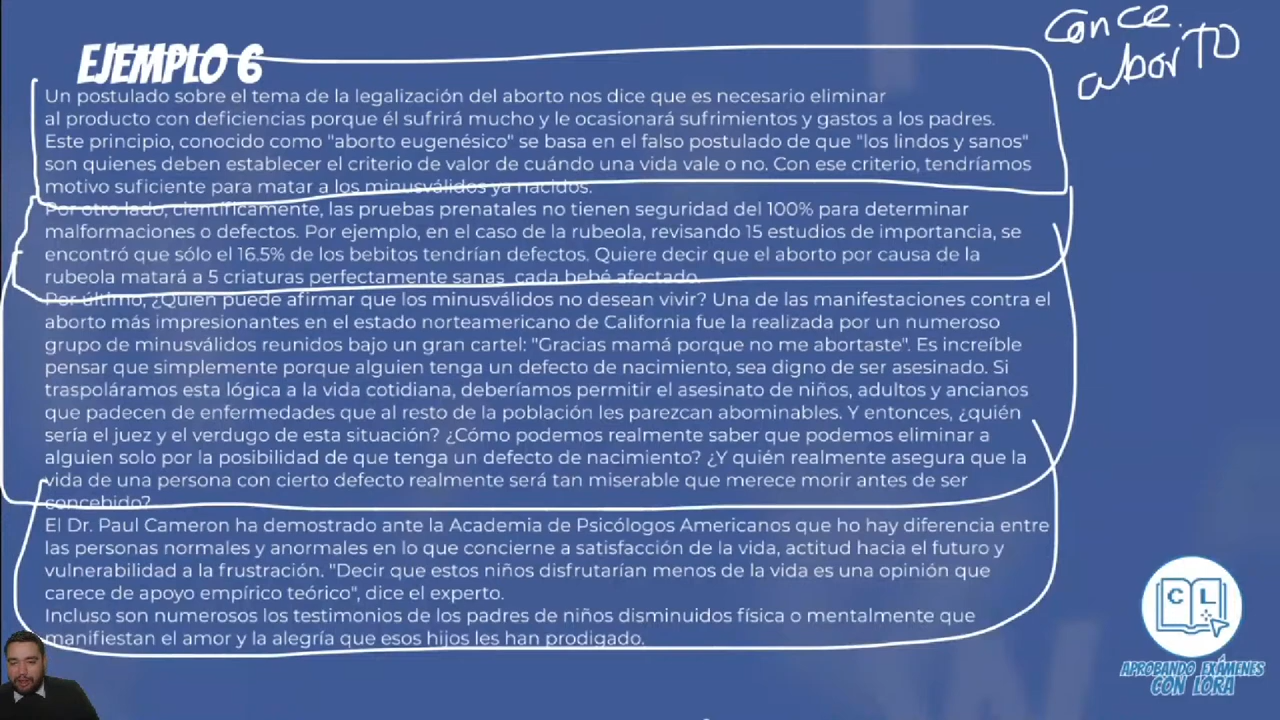 EJEMPLO 6
Conce.
aborto
Un postulado sobre el tema de la legalización del aborto nos dice que es necesario eliminar
al producto con deficiencias porque él sufrirá mucho y le ocasionará sufrimientos y gastos a los padres.
Este principio, conocido como "aborto eugenésico" se basa en el falso postulado de que "los lindos y sanos"
son quienes deben establecer el criterio de valor de cuándo una vida vale o no. Con ese criterio, tendríamos
motivo suficiente para matar a los minusválidos ya nacidos.
Por otro lado, científicamente, las pruebas prenatales no tienen seguridad del 100% para determinar
malformaciones o defectos. Por ejemplo, en el caso de la rubeola, revisando 15 estudios de importancia, se
encontró que sólo el 16.5% de los bebitos tendrían defectos. Quiere decir que el aborto por causa de la
rubeola matará a 5 criaturas perfectamente sanas cada bebé afectado.
Por último, ¿Quien puede afirmar que los minusválidos no desean vivir? Una de las manifestaciones contra el
aborto más impresionantes en el estado norteamericano de California fue la realizada por un numeroso
grupo de minusválidos reunidos bajo un gran cartel: "Gracias mamá porque no me abortaste". Es increíble
pensar que simplemente porque alguien tenga un defecto de nacimiento, sea digno de ser asesinado. Si
traspoláramos esta lógica a la vida cotidiana, deberíamos permitir el asesinato de niños, adultos y ancianos
que padecen de enfermedades que al resto de la población les parezcan abominables. Y entonces, ¿quién
sería el juez y el verdugo de esta situación? ¿Cómo podemos realmente saber que podemos eliminar a
alguien solo por la posibilidad de que tenga un defecto de nacimiento? ¿Y quién realmente asegura que la
vida de una persona con cierto defecto realmente será tan miserable que merece morir antes de ser
concebido?
El Dr. Paul Cameron ha demostrado ante la Academia de Psicólogos Americanos que ho hay diferencia entre
las personas normales y anormales en lo que concierne a satisfacción de la vida, actitud hacia el futuro y
vulnerabilidad a la frustración. "Decir que estos niños disfrutarían menos de la vida es una opinión que
carece de apoyo empírico teórico", dice el experto.
Incluso son numerosos los testimonios de los padres de niños disminuidos física o mentalmente que
manifiestan el amor y la alegría que esos hijos les han prodigado.
C L
APROBANDO EXÁMENES
CON LORA